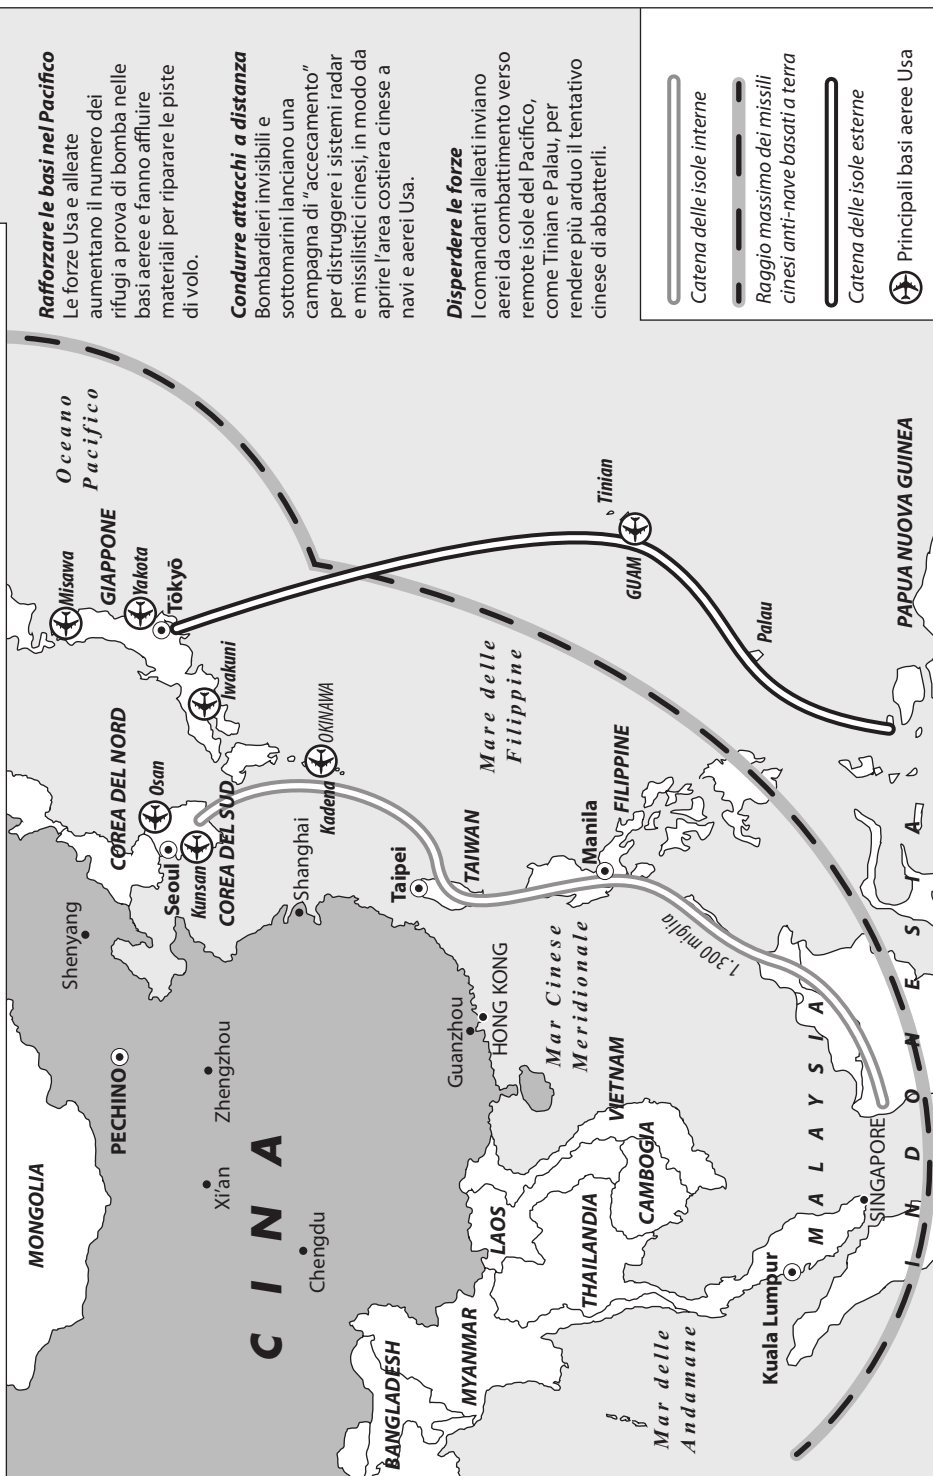 Rafforzare le basi nel Pacifico
Le forze Usa e alleate
aumentano il numero dei
rifugi a prova di bomba nelle
basi aeree e fanno affluire
materiali per riparare le piste
di volo.
Condurre attacchi a distanza
Bombardieri invisibili e
sottomarini lanciano una
campagna di “accecamento”
per distruggere i sistemi radar
e missilistici cinesi, in modo da
aprire l’area costiera cinese a
navi e aerei Usa.
Disperdere le forze
I comandanti alleati inviano
aerei da combattimento verso
remote isole del Pacifico,
come Tinian e Palau, per
rendere più arduo il tentativo
cinese di abbatterli.
Catena delle isole interne
Raggio massimo dei missili
cinesi anti-nave basati a terra
Catena delle isole esterne
Principali basi aeree Usa
MONGOLIA
PECHINO
Shenyang
Xi’an
Zhengzhou
CINA
Chengdu
Shanghai
Guanzhou
HONG KONG
COREA DEL NORD
Osan
Seoul
Kunsan
COREA DEL SUD
Misawa
GIAPPONE
Yakota
Tōkyō
Iwakuni
OKINAWA
Kadena
Oceano
Pacifico
Taipei
TAIWAN
Mare delle
Filippine
Manila
FILIPPINE
Mar Cinese
Meridionale
1.300 miglia
Tinian
GUAM
Palau
PAPUA NUOVA GUINEA
BANGLADESH
MYANMAR
LAOS
THAILANDIA
VIETNAM
CAMBOGIA
Mar delle
Andamane
Kuala Lumpur
MALAYSIA
SINGAPORE
INDONESIA